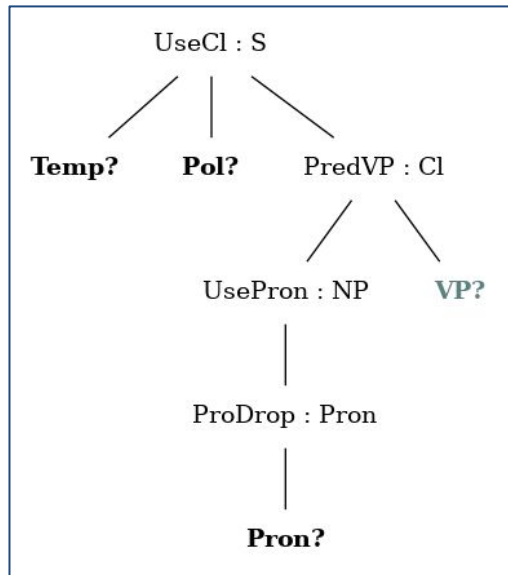 UseCl : S
Temp? Pol? PredVP : Cl
UsePron : NP VP?
ProDrop : Pron
Pron?